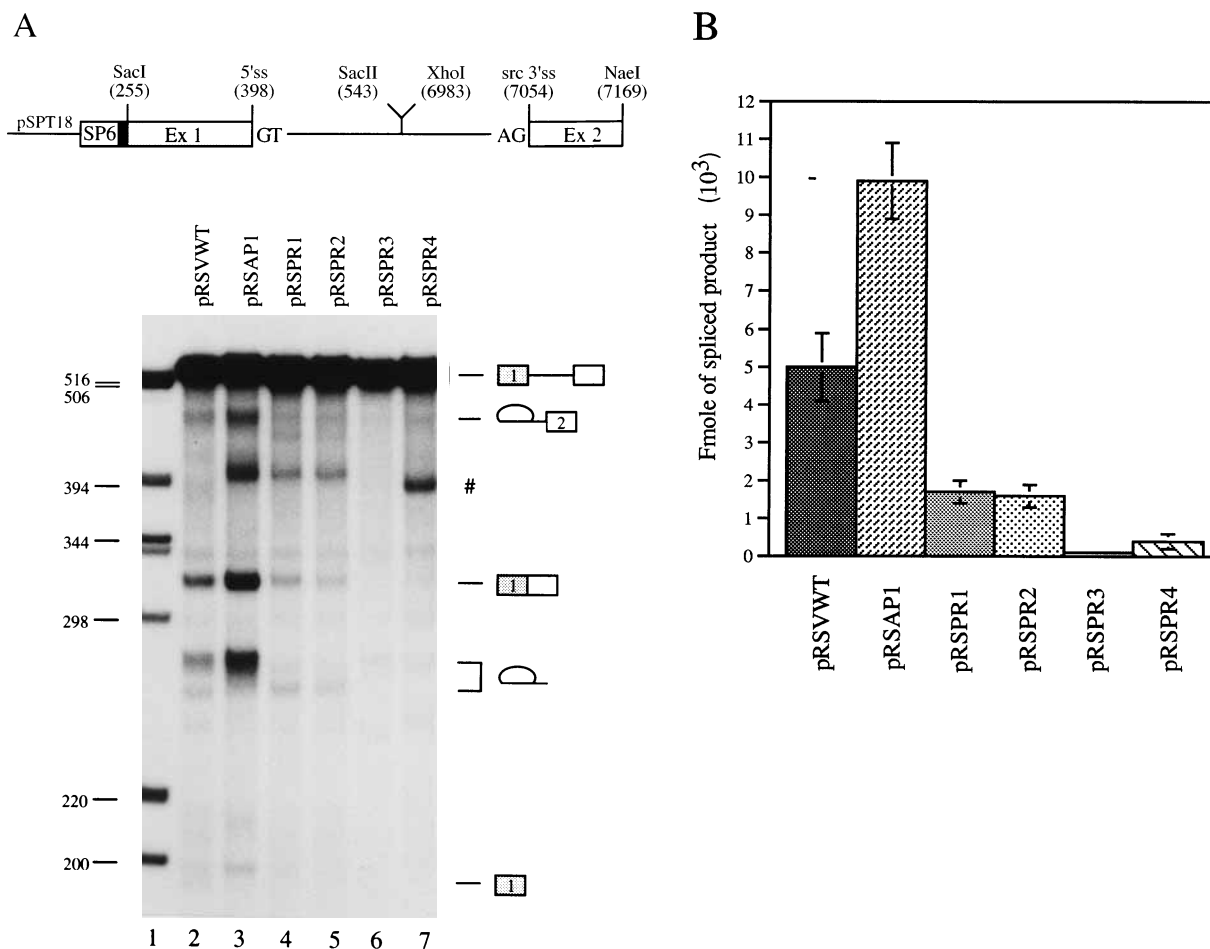 A
SacI 5'ss SacII XhoI src 3'ss NaeI
(255) (398) (543) (6983) (7054) (7169)
pSPT18
SP6 Ex 1 GT AG Ex 2
pRSVWT
pRSAP1
pRSPR1
pRSPR2
pRSPR3
pRSPR4
516
506
394
344
298
220
200
1
2
#
1
1
1 2 3 4 5 6 7
B
Fmole of spliced product (10³)
12
11
10
9
8
7
6
5
4
3
2
1
0
pRSVWT
pRSAP1
pRSPR1
pRSPR2
pRSPR3
pRSPR4